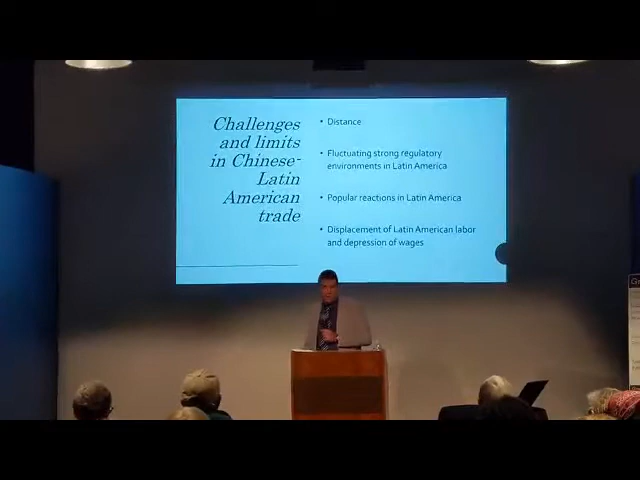 Challenges
and limits
in Chinese-
Latin
American
trade
• Distance
• Fluctuating strong regulatory
environments in Latin America
• Popular reactions in Latin America
• Displacement of Latin American labor
and depression of wages